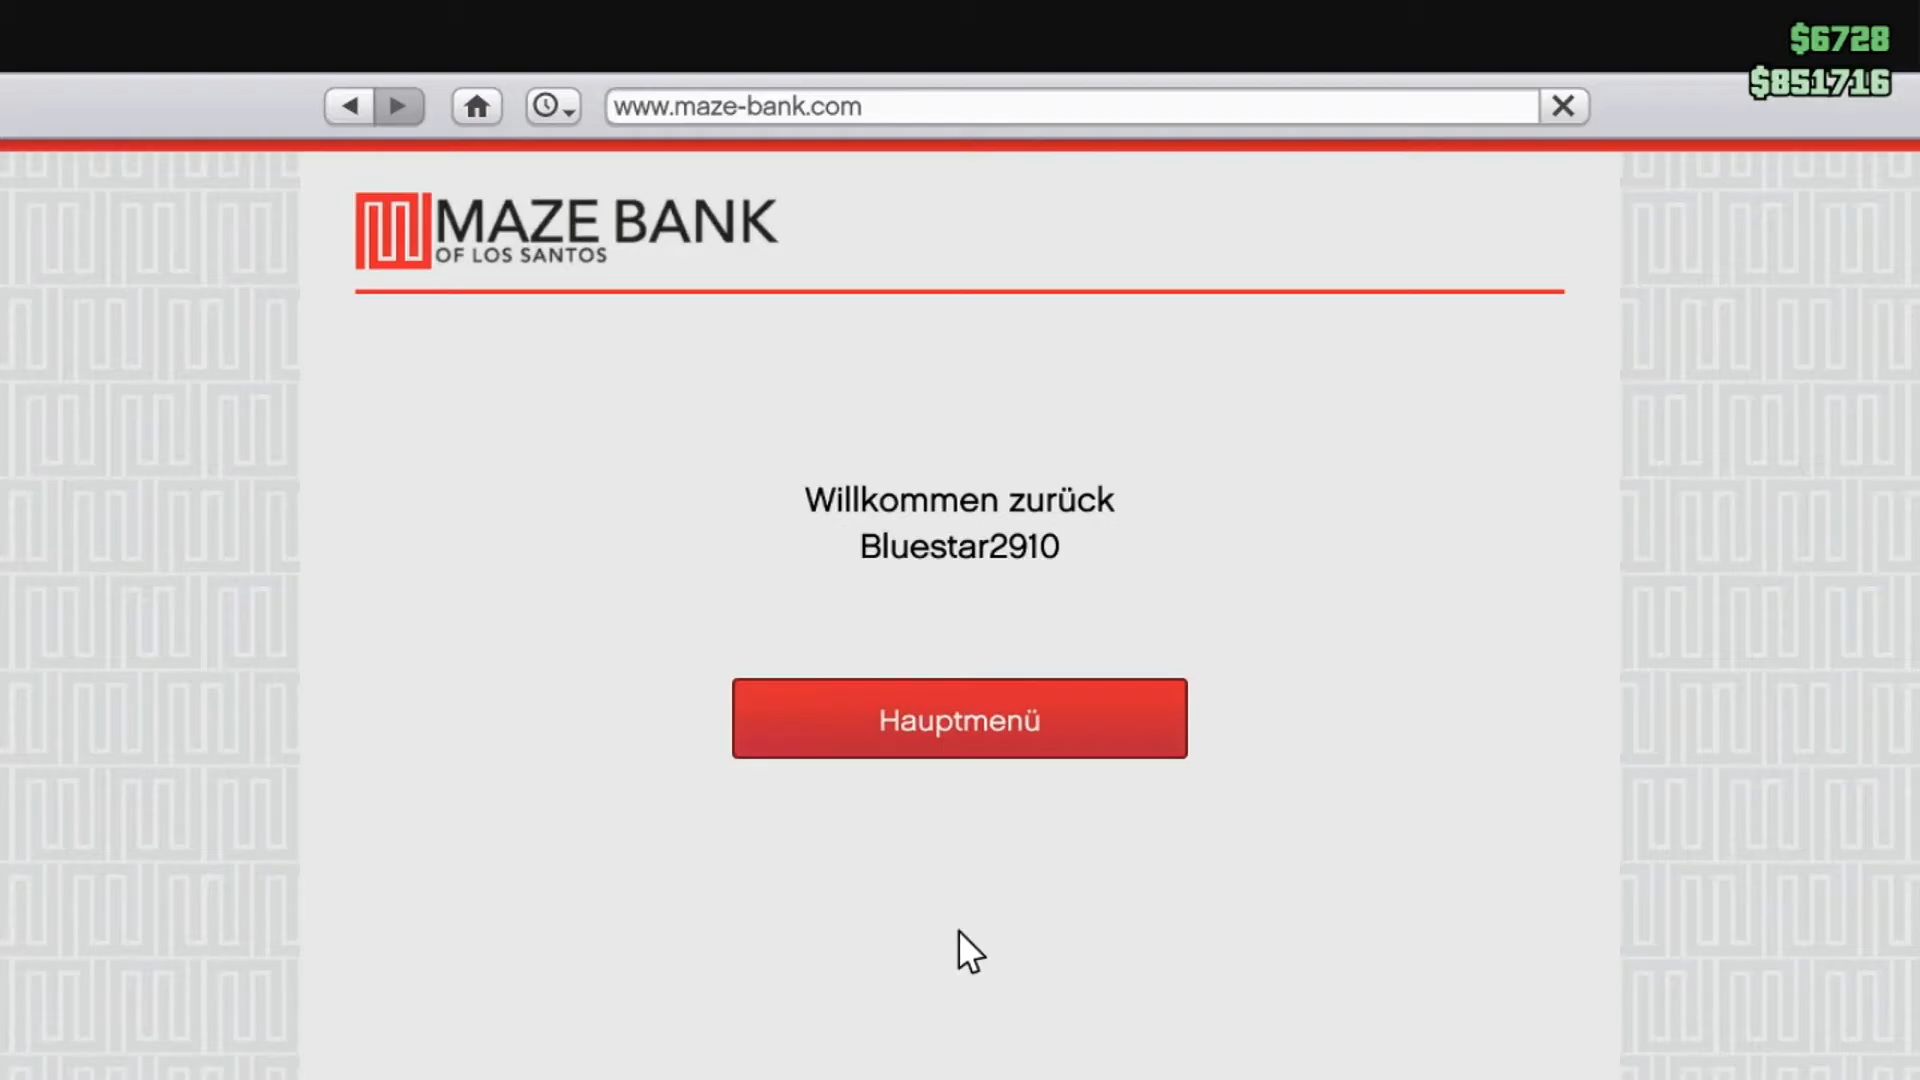 $6728
$851716
www.maze-bank.com
MAZE BANK
OF LOS SANTOS
Willkommen zurück
Bluestar2910
Hauptmenü